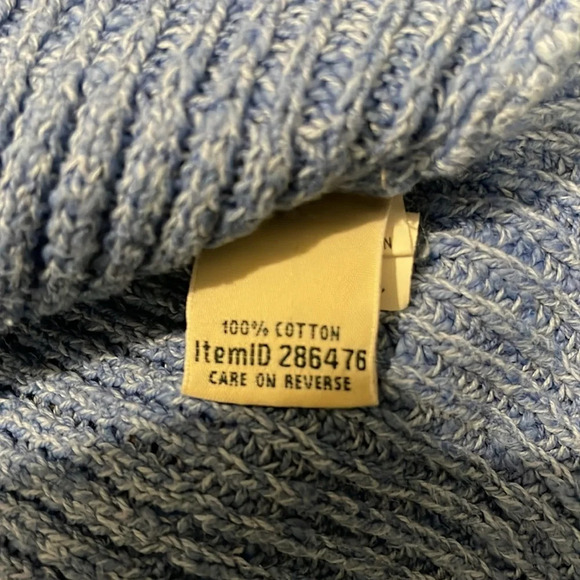 100% COTTON
ItemID 286476
CARE ON REVERSE
N